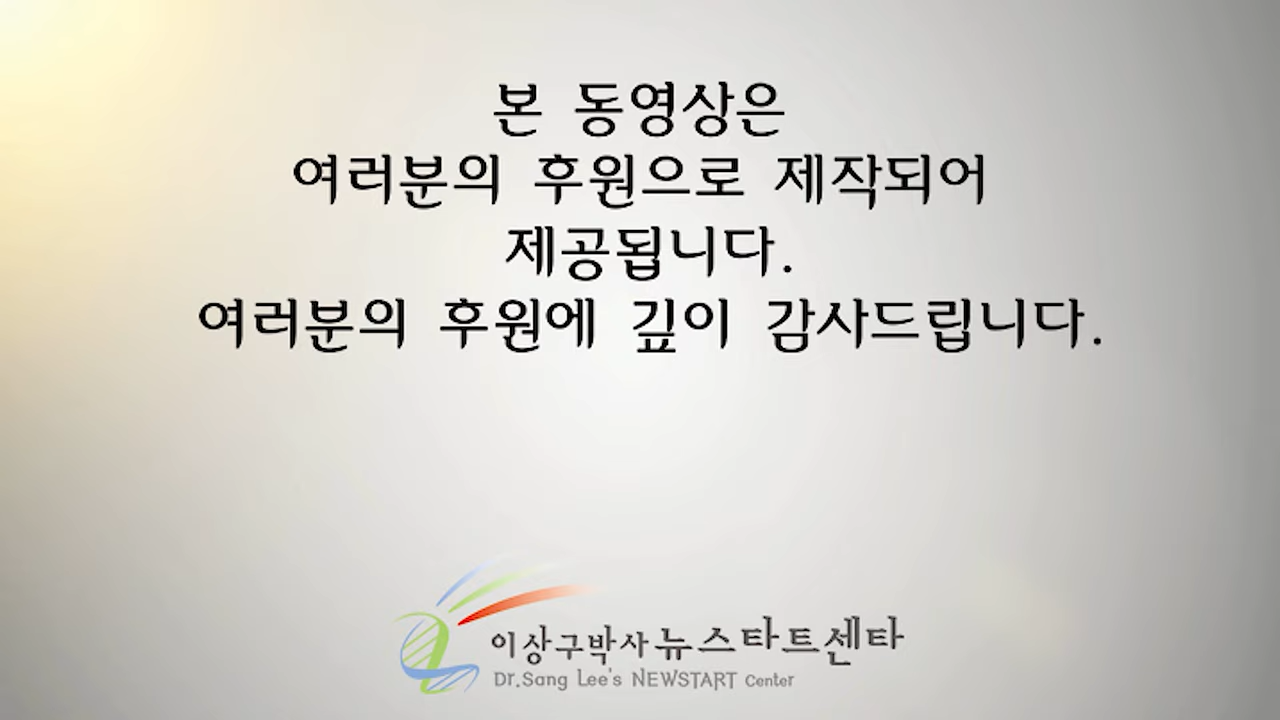 본 동영상은
여러분의 후원으로 제작되어
제공됩니다.
여러분의 후원에 깊이 감사드립니다.
이상구박사 뉴스타트센타
Dr.Sang Lee's NEWSTART Center